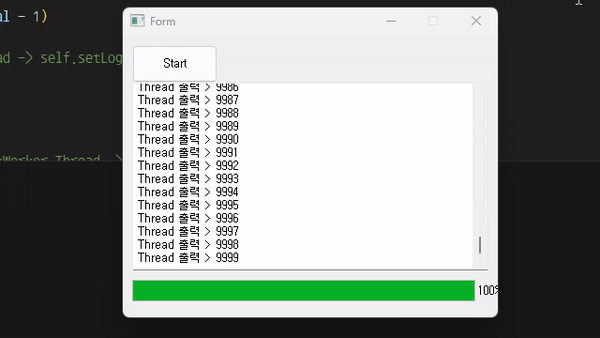 al - 1)
Form
ad -> self.setLog
Start
Thread 출력 > 9986
Thread 출력 > 9987
Thread 출력 > 9988
Thread 출력 > 9989
Thread 출력 > 9990
Thread 출력 > 9991
Thread 출력 > 9992
Thread 출력 > 9993
Thread 출력 > 9994
Thread 출력 > 9995
Thread 출력 > 9996
Thread 출력 > 9997
Thread 출력 > 9998
Thread 출력 > 9999
Worker Thread ->
100%